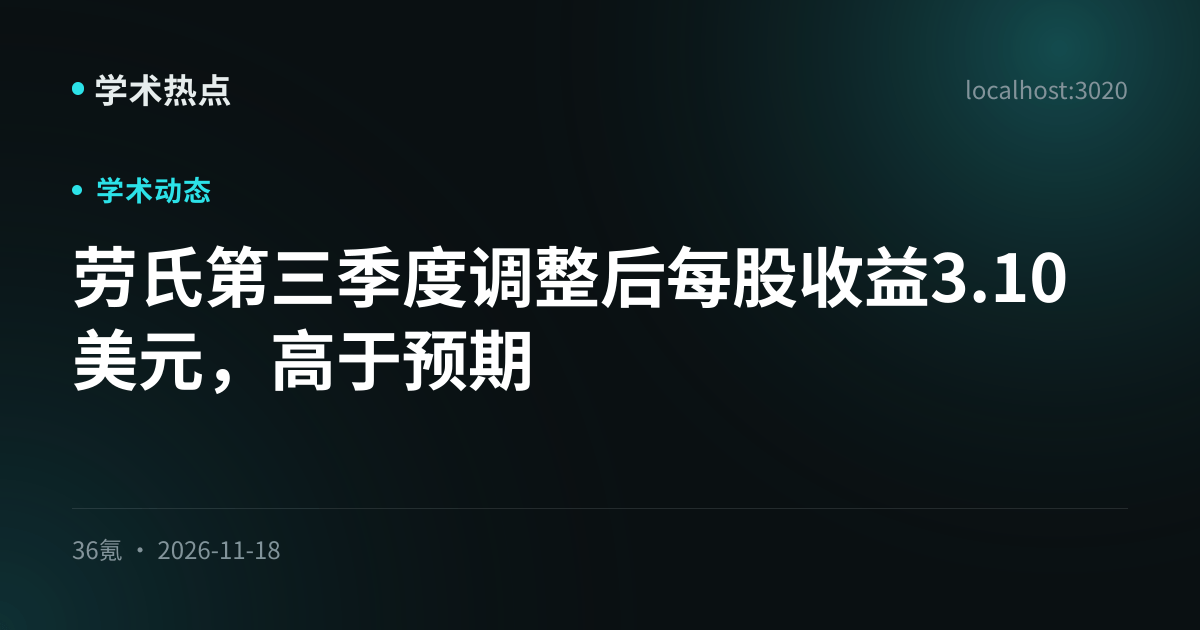 学术热点
localhost:3020
学术动态
劳氏第三季度调整后每股收益3.10
美元，高于预期
36氪 · 2026-11-18